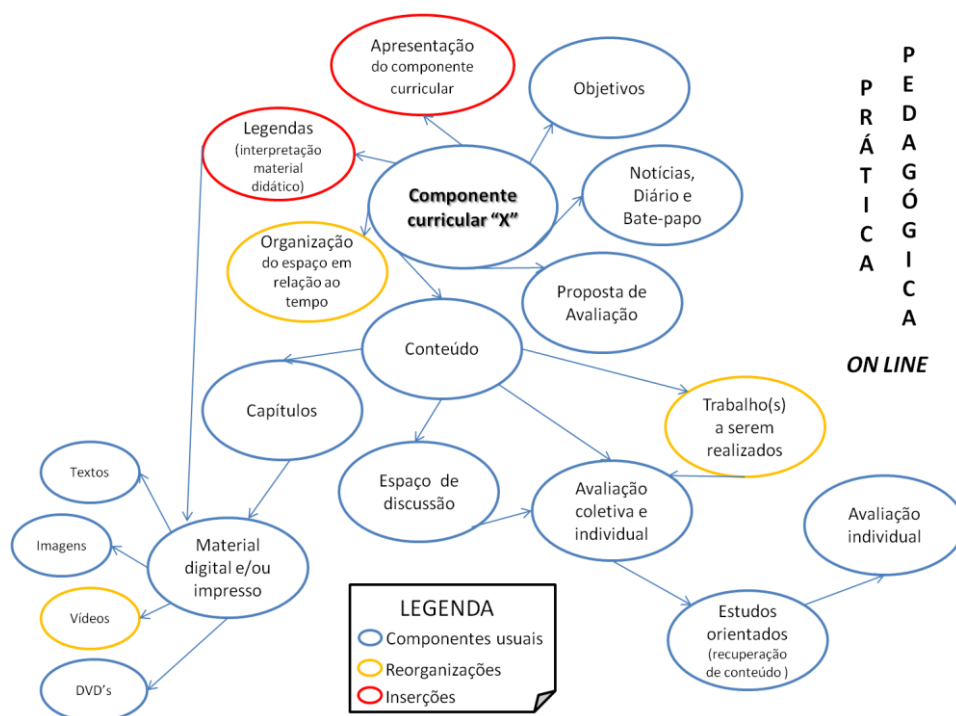 Apresentação
do componente
curricular
Objetivos
Legendas
(interpretação
material
didático)
Componente
curricular “X”
Notícias,
Diário e
Bate-papo
Organização
do espaço em
relação ao
tempo
Proposta de
Avaliação
Conteúdo
Capítulos
Trabalho(s)
a serem
realizados
Espaço de
discussão
Avaliação
coletiva e
individual
Avaliação
individual
Textos
Imagens
Vídeos
DVD’s
Material
digital e/ou
impresso
Estudos
orientados
(recuperação
de conteúdo )
LEGENDA
Componentes usuais
Reorganizações
Inserções
PRÁTICA
PEDAGÓGICA
ON LINE